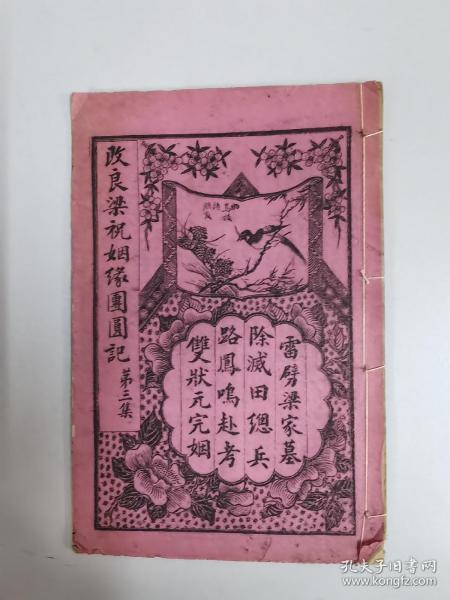 改良梁祝姻緣團圓記 第三集
雷劈梁家墓
除滅田總兵
路鳳鳴赴考
雙狀元完姻
孔夫子旧书网
www.kongfz.com